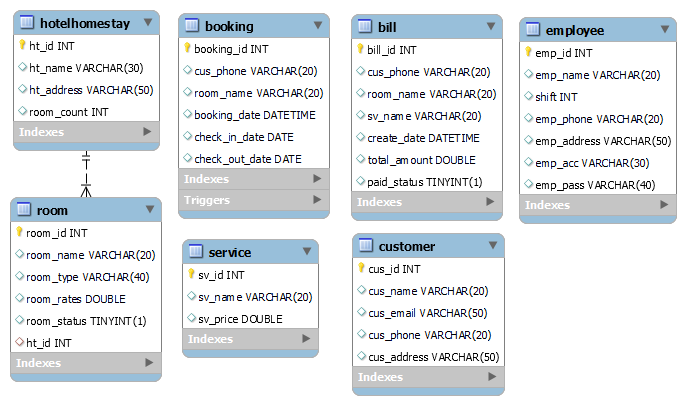 hotelhomestay
ht_id INT
ht_name VARCHAR(30)
ht_address VARCHAR(50)
room_count INT
Indexes
room
room_id INT
room_name VARCHAR(20)
room_type VARCHAR(40)
room_rates DOUBLE
room_status TINYINT(1)
ht_id INT
Indexes
booking
booking_id INT
cus_phone VARCHAR(20)
room_name VARCHAR(20)
booking_date DATETIME
check_in_date DATE
check_out_date DATE
Indexes
Triggers
service
sv_id INT
sv_name VARCHAR(20)
sv_price DOUBLE
Indexes
bill
bill_id INT
cus_phone VARCHAR(20)
room_name VARCHAR(20)
sv_name VARCHAR(20)
create_date DATETIME
total_amount DOUBLE
paid_status TINYINT(1)
Indexes
customer
cus_id INT
cus_name VARCHAR(20)
cus_email VARCHAR(50)
cus_phone VARCHAR(20)
cus_address VARCHAR(50)
Indexes
employee
emp_id INT
emp_name VARCHAR(20)
shift INT
emp_phone VARCHAR(20)
emp_address VARCHAR(50)
emp_acc VARCHAR(30)
emp_pass VARCHAR(40)
Indexes